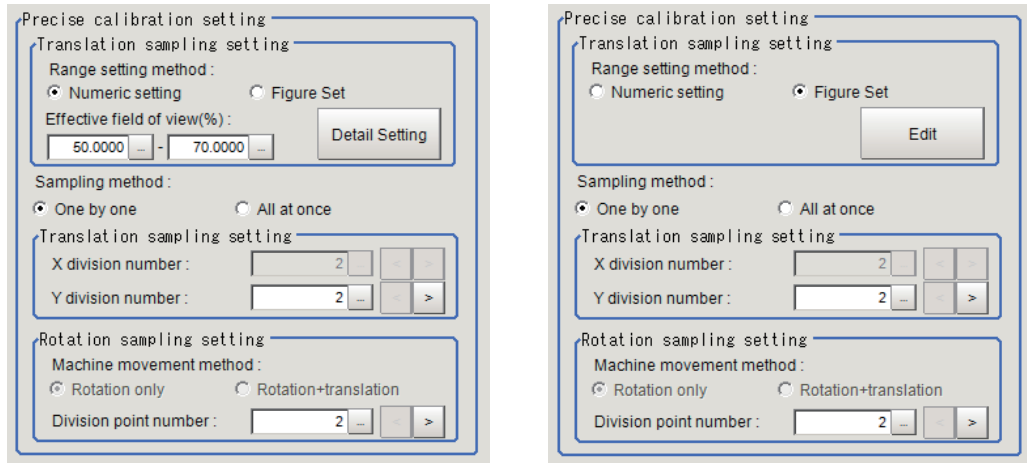 Precise calibration setting
Translation sampling setting
Range setting method :
Numeric setting Figure Set
Effective field of view(%) :
50.0000 ... - 70.0000 ...
Detail Setting
Sampling method :
One by one All at once
Translation sampling setting
X division number : 2 ... < >
Y division number : 2 ... < >
Rotation sampling setting
Machine movement method :
Rotation only Rotation+translation
Division point number : 2 ... < >
Precise calibration setting
Translation sampling setting
Range setting method :
Numeric setting Figure Set
Edit
Sampling method :
One by one All at once
Translation sampling setting
X division number : 2 ... < >
Y division number : 2 ... < >
Rotation sampling setting
Machine movement method :
Rotation only Rotation+translation
Division point number : 2 ... < >